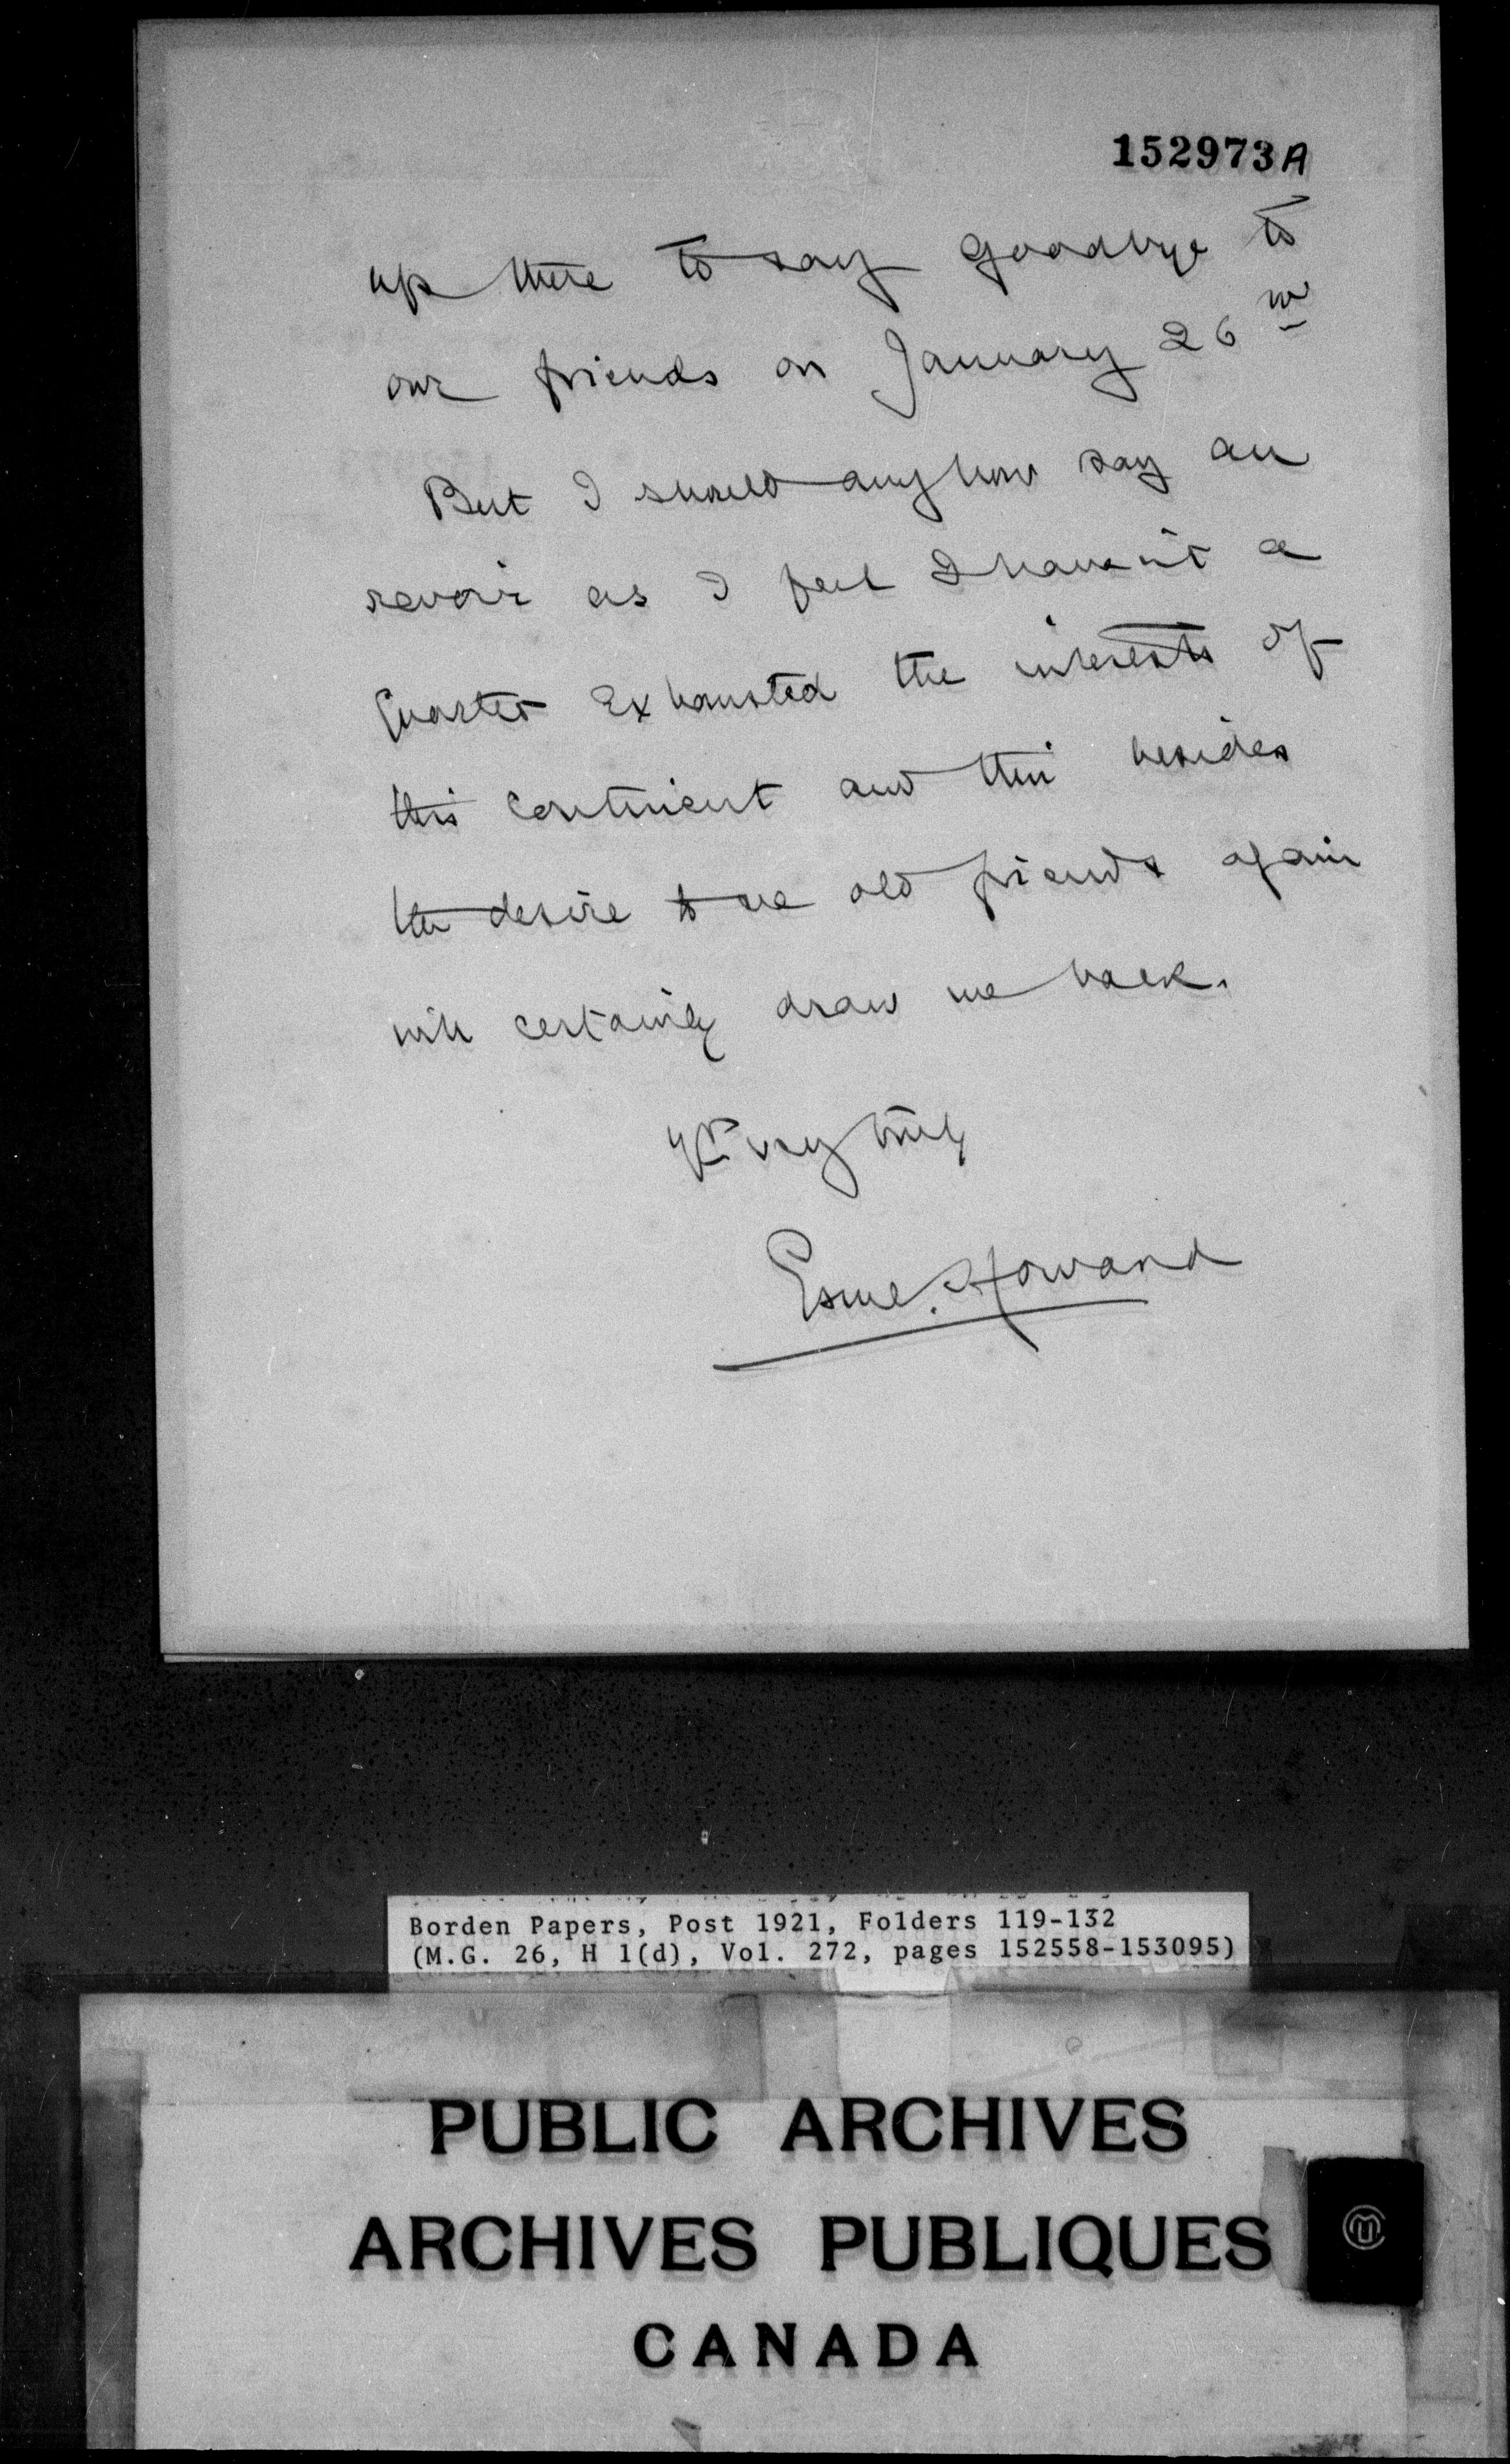 152973A
up there to say goodbye to
our friends on January 26th
But I should anyhow say au
revoir as I feel I haven't a
quarter exhausted the interests of
this continent and then besides
the desire to see old friends again
will certainly draw me back.
Yrs very truly
Esme. Howard
Borden Papers, Post 1921, Folders 119-132
(M.G. 26, H 1(d), Vol. 272, pages 152558-153095)
PUBLIC ARCHIVES
ARCHIVES PUBLIQUES
CANADA